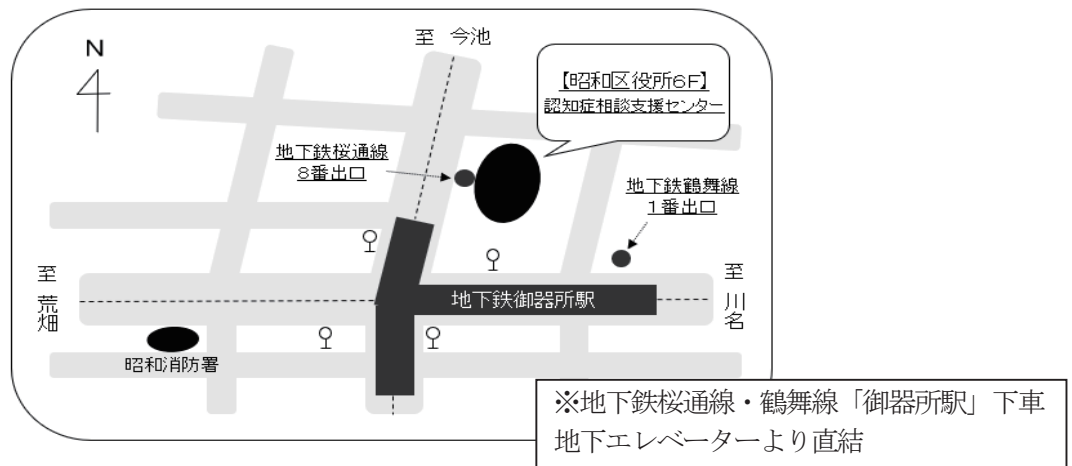 N
至 今池
【昭和区役所6F】
認知症相談支援センター
地下鉄桜通線
8番出口
地下鉄鶴舞線
1番出口
至 荒畑
地下鉄御器所駅
至 川名
昭和消防署
※地下鉄桜通線・鶴舞線「御器所駅」下車
地下エレベーターより直結